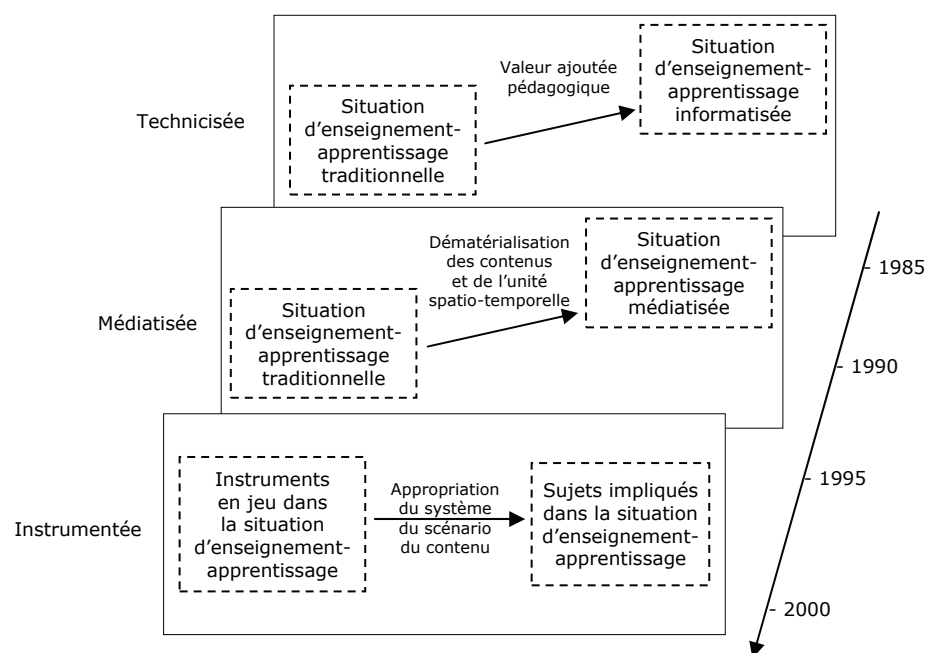 Technicisée
Situation
d’enseignement-
apprentissage
traditionnelle
Valeur ajoutée
pédagogique
Situation
d’enseignement-
apprentissage
informatisée
Médiatisée
Situation
d’enseignement-
apprentissage
traditionnelle
Dématérialisation
des contenus
et de l’unité
spatio-temporelle
Situation
d’enseignement-
apprentissage
médiatisée
Instrumentée
Instruments
en jeu dans
la situation
d’enseignement-
apprentissage
Appropriation
du système
du scénario
du contenu
Sujets impliqués
dans la situation
d’enseignement-
apprentissage
- 1985
- 1990
- 1995
- 2000